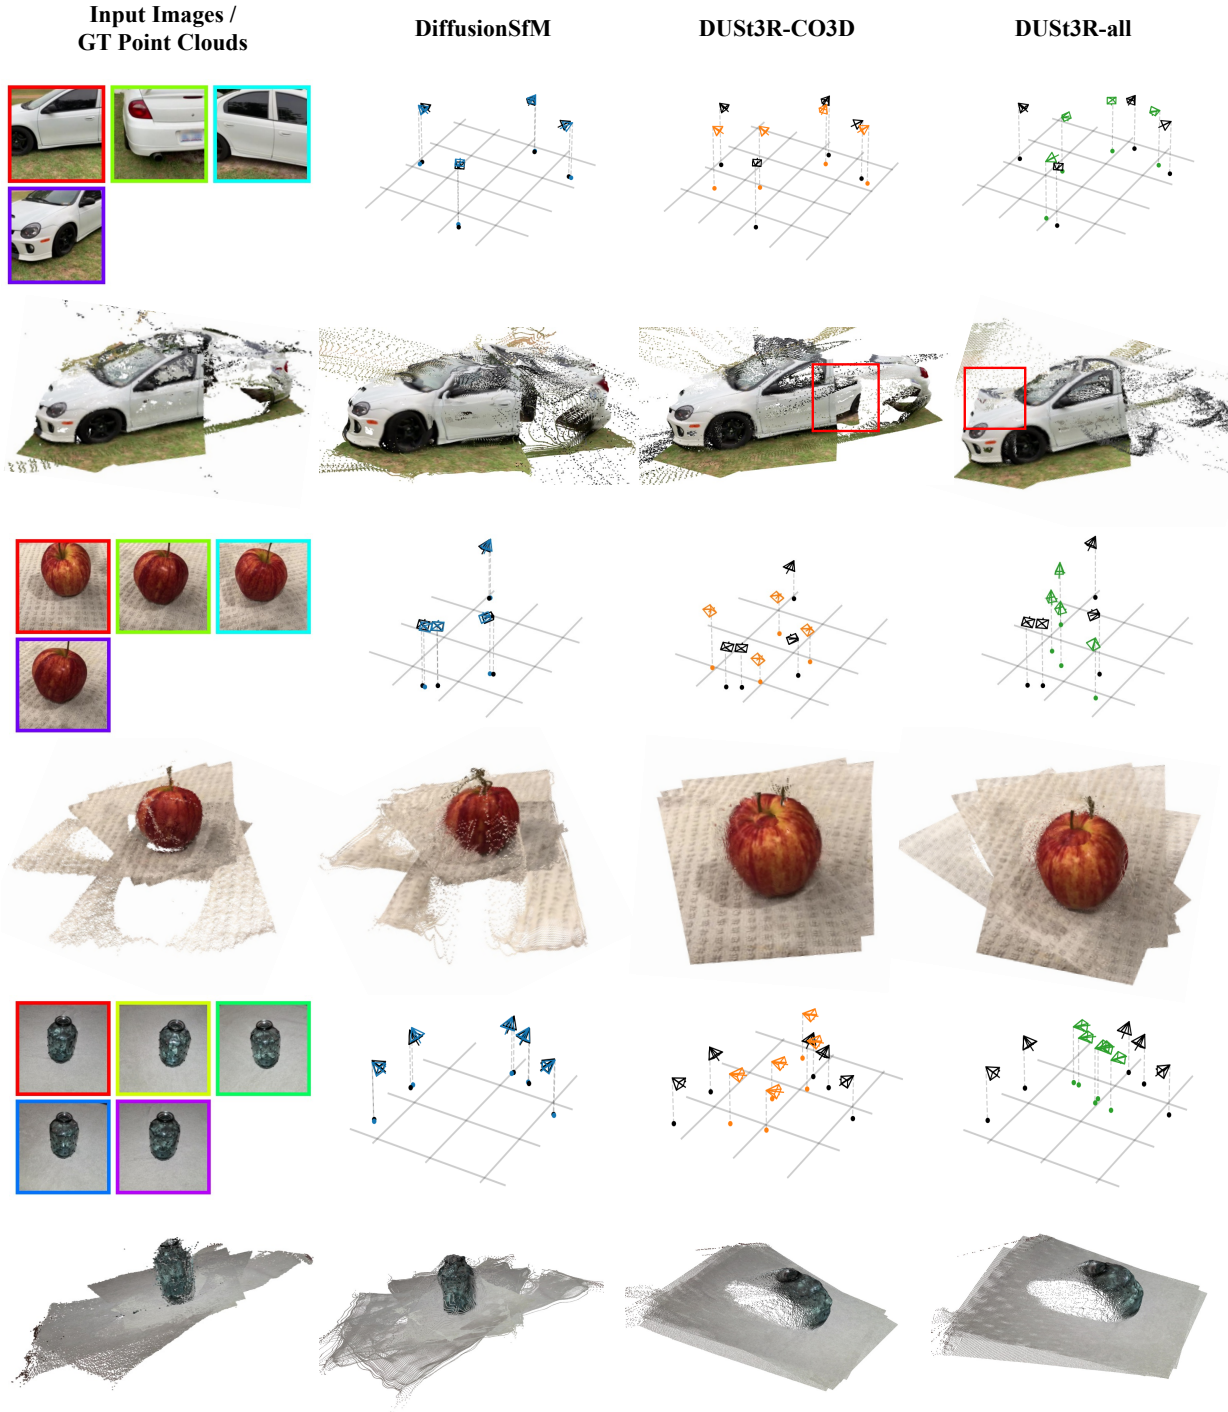 Input Images /
GT Point Clouds
DiffusionSfM
DUSt3R-CO3D
DUSt3R-all